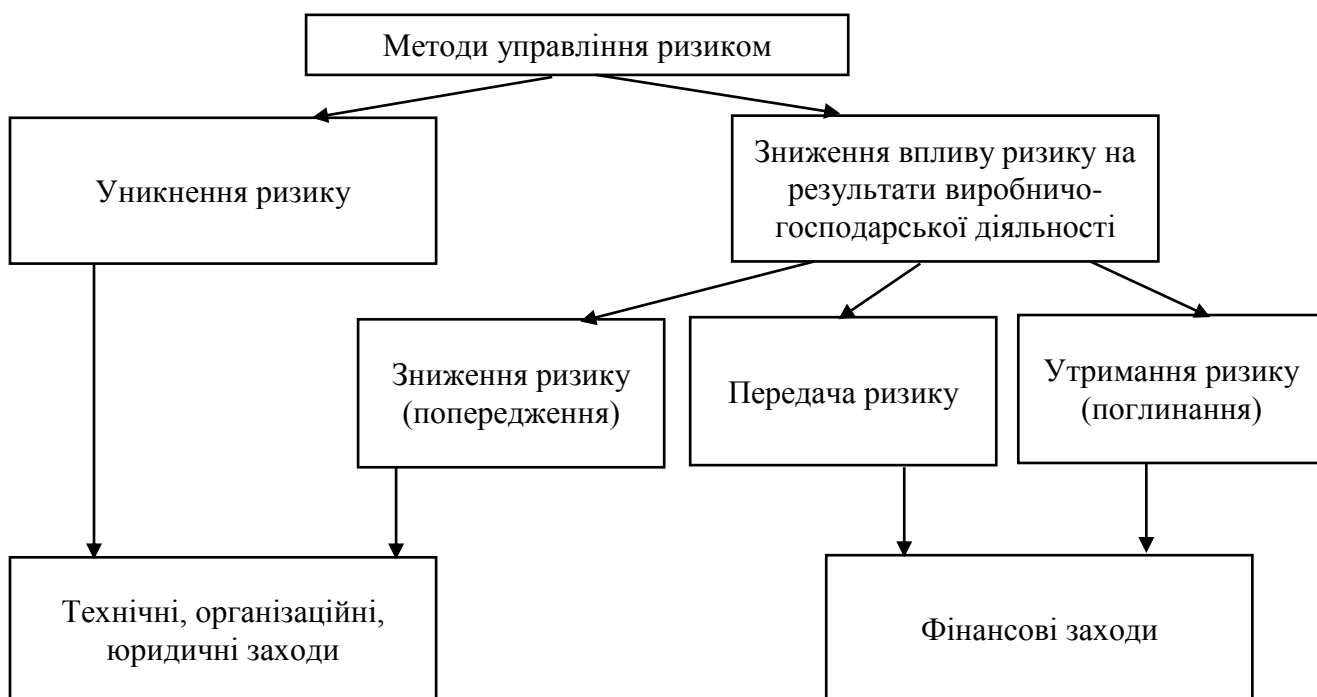 Методи управління ризиком
Уникнення ризику
Зниження впливу ризику на
результати виробничо-
господарської діяльності
Зниження ризику
(попередження)
Передача ризику
Утримання ризику
(поглинання)
Технічні, організаційні,
юридичні заходи
Фінансові заходи